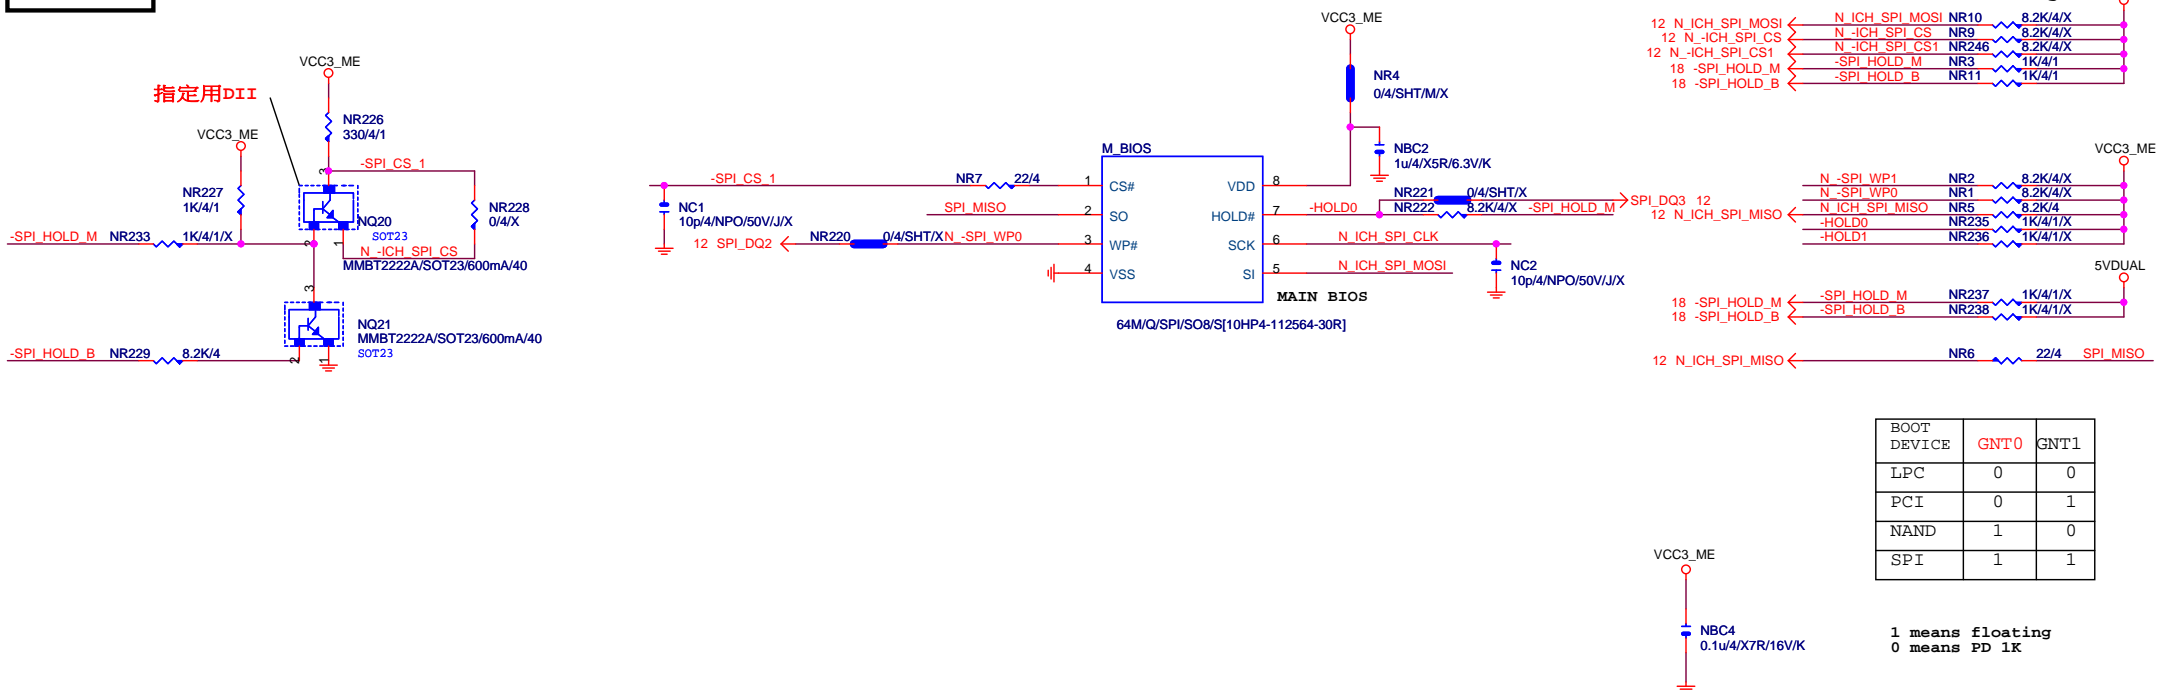 VCC3_ME
指定用DII
NR226
330/4/1
VCC3_ME
-SPI_CS_1
3
NR227
1K/4/1
NQ20
SOT23
NR228
0/4/X
-SPI_HOLD_M NR233 1K/4/1/X
2
1
N_-ICH_SPI_CS
MMBT2222A/SOT23/600mA/40
3
NQ21
MMBT2222A/SOT23/600mA/40
SOT23
-SPI_HOLD_B NR229 8.2K/4
2
1
VCC3_ME
NR4
0/4/SHT/M/X
NBC2
1u/4/X5R/6.3V/K
M_BIOS
-SPI_CS_1 NR7 22/4 1 CS# VDD 8
NC1
10p/4/NPO/50V/J/X
SPI_MISO 2 SO HOLD# 7 -HOLD0
NR221 0/4/SHT/X SPI_DQ3 12
NR222 8.2K/4/X -SPI_HOLD_M
12 SPI_DQ2 NR220 0/4/SHT/X N_-SPI_WP0 3 WP# SCK 6 N_ICH_SPI_CLK
4 VSS SI 5 N_ICH_SPI_MOSI
NC2
10p/4/NPO/50V/J/X
MAIN BIOS
64M/Q/SPI/SO8/S[10HP4-112564-30R]
12 N_ICH_SPI_MOSI N_ICH_SPI_MOSI NR10 8.2K/4/X
12 N_-ICH_SPI_CS N_-ICH_SPI_CS NR9 8.2K/4/X
12 N_-ICH_SPI_CS1 N_-ICH_SPI_CS1 NR246 8.2K/4/X
18 -SPI_HOLD_M -SPI_HOLD_M NR3 1K/4/1
18 -SPI_HOLD_B -SPI_HOLD_B NR11 1K/4/1
VCC3_ME
N_-SPI_WP1 NR2 8.2K/4/X
N_-SPI_WP0 NR1 8.2K/4/X
12 N_ICH_SPI_MISO N_ICH_SPI_MISO NR5 8.2K/4
-HOLD0 NR235 1K/4/1/X
-HOLD1 NR236 1K/4/1/X
5VDUAL
18 -SPI_HOLD_M -SPI_HOLD_M NR237 1K/4/1/X
18 -SPI_HOLD_B -SPI_HOLD_B NR238 1K/4/1/X
12 N_ICH_SPI_MISO NR6 22/4 SPI_MISO
BOOT
DEVICE GNT0 GNT1
LPC 0 0
PCI 0 1
NAND 1 0
SPI 1 1
VCC3_ME
NBC4
0.1u/4/X7R/16V/K
1 means floating
0 means PD 1K